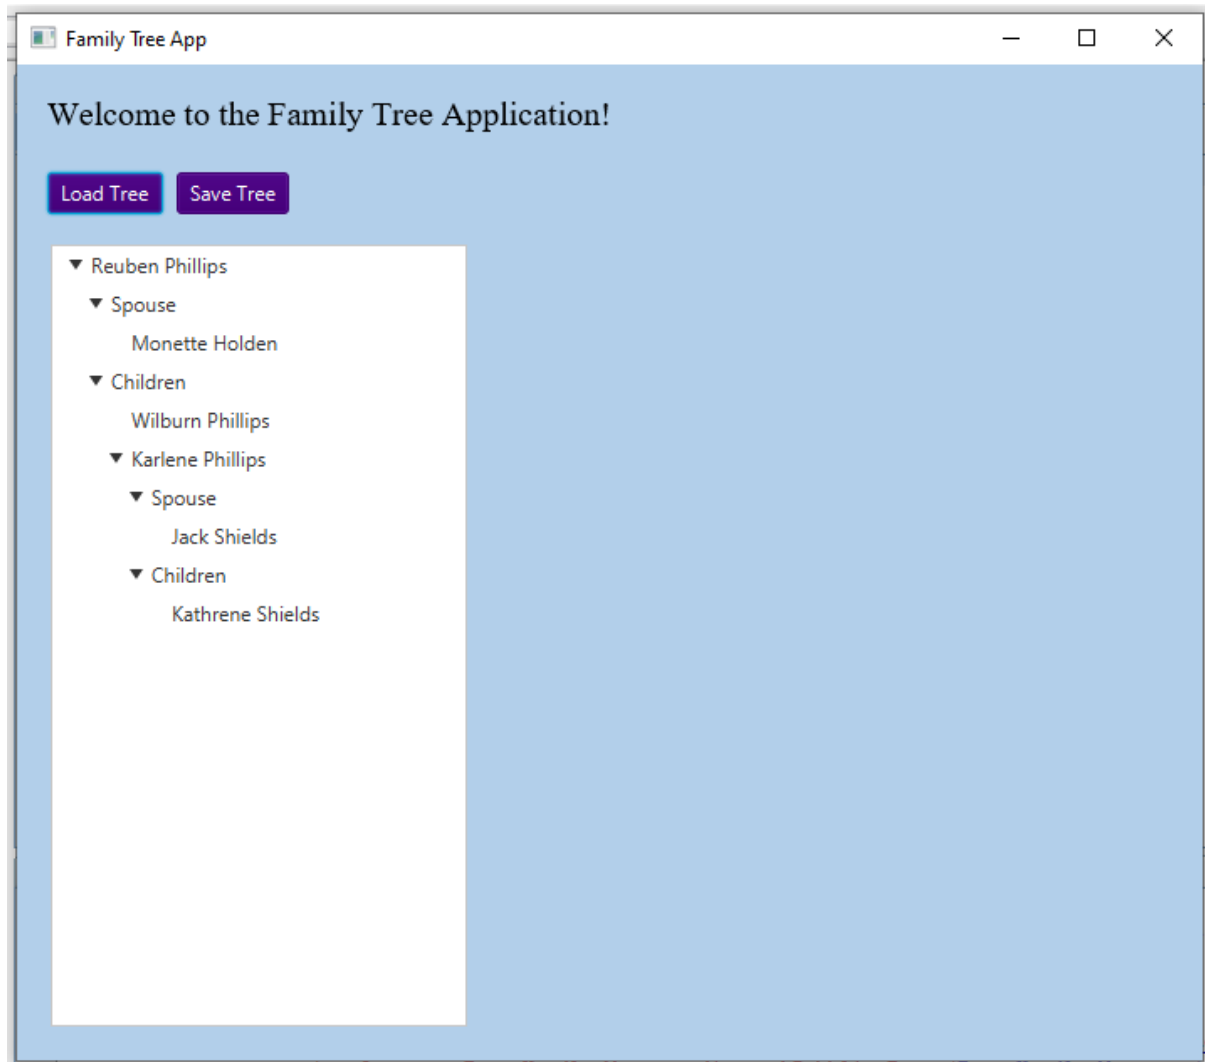 Family Tree App
Welcome to the Family Tree Application!
Load Tree Save Tree
Reuben Phillips
Spouse
Monette Holden
Children
Wilburn Phillips
Karlene Phillips
Spouse
Jack Shields
Children
Kathrene Shields